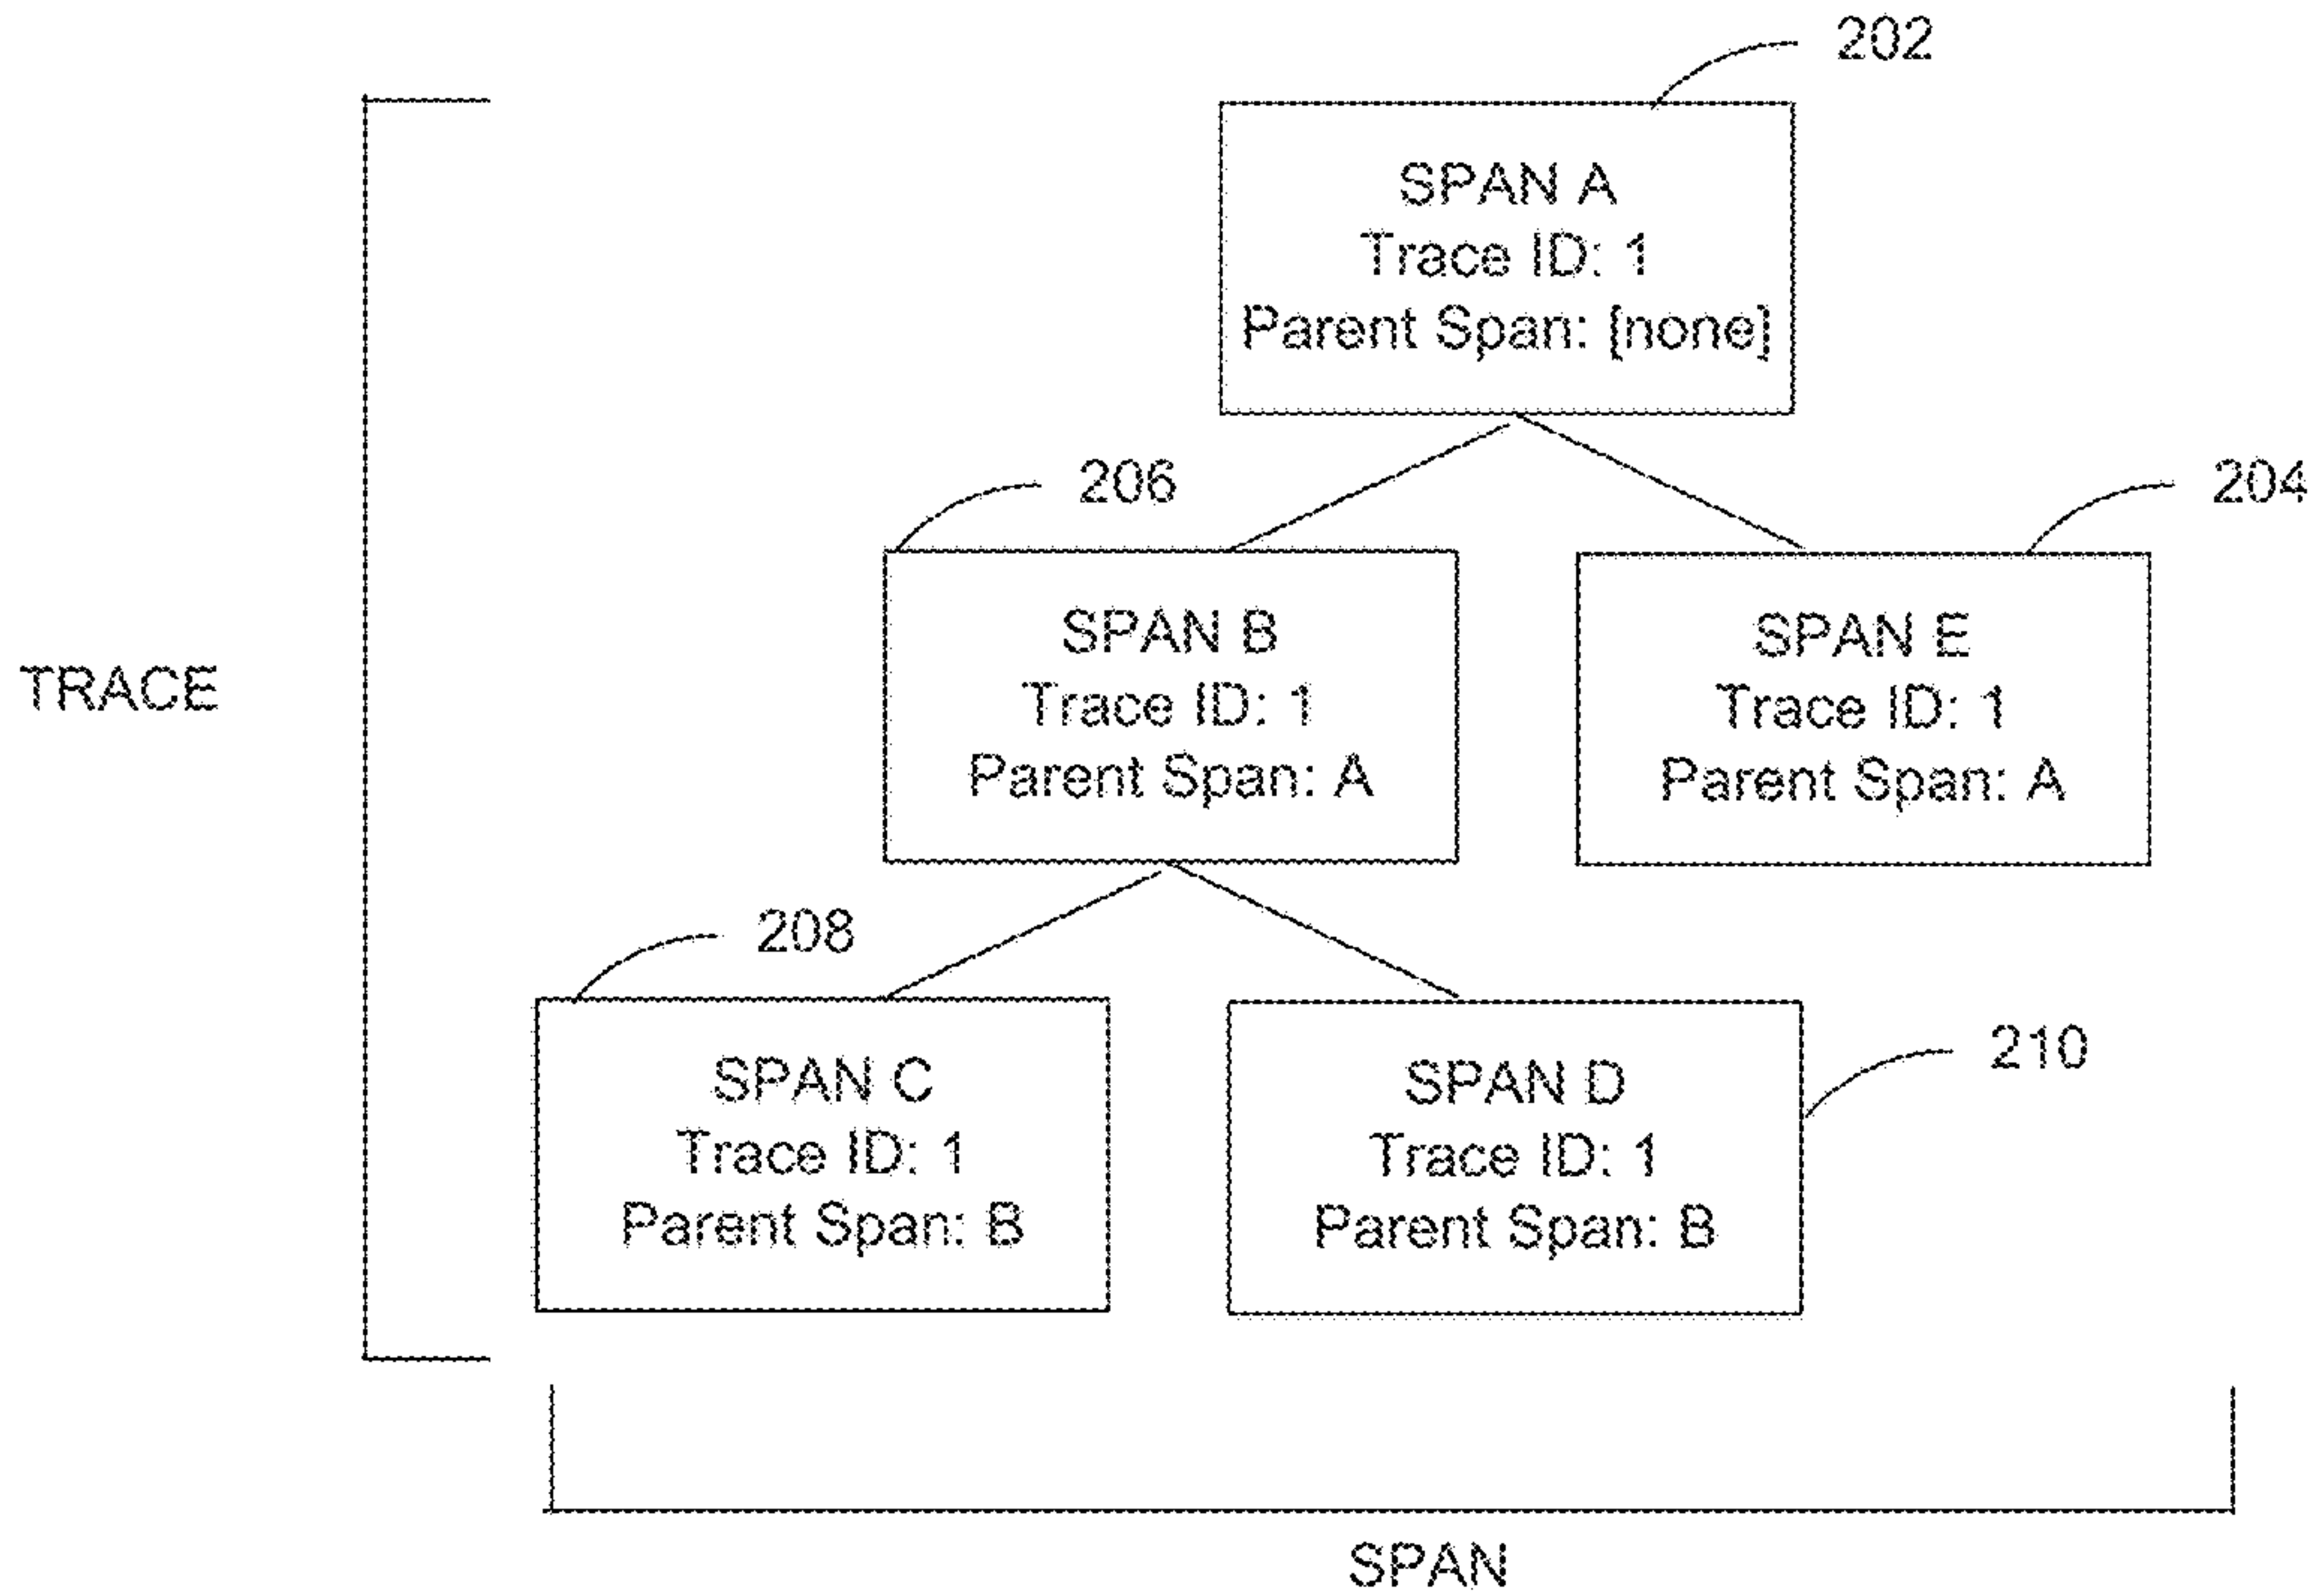 202
SPAN A
Trace ID: 1
Parent Span: [none]
206
204
SPAN B
Trace ID: 1
Parent Span: A
SPAN E
Trace ID: 1
Parent Span: A
TRACE
208
SPAN C
Trace ID: 1
Parent Span: B
SPAN D
Trace ID: 1
Parent Span: B
210
SPAN